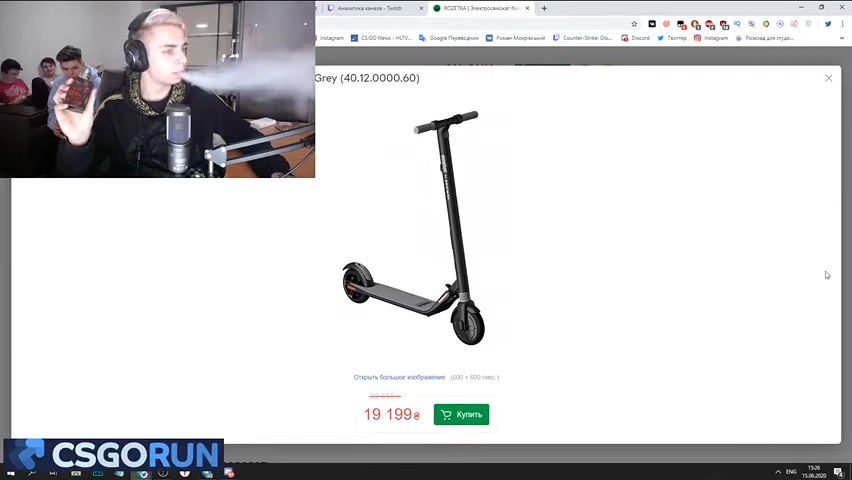 Аналитика канала - Twitch
ROZETKA | Электросамокат Nin
Instagram
CS:GO News - HLTV...
Google Переводчик
Роман Мокрівський
Counter-Strike: Glo...
Discord
Твиттер
Instagram
Розклад для студе...
Grey (40.12.0000.60)
Открыть большое изображение (600 × 600 пикс.)
19 199 ₴
Купить
CSGORUN
ENG
15:26
15.06.2020